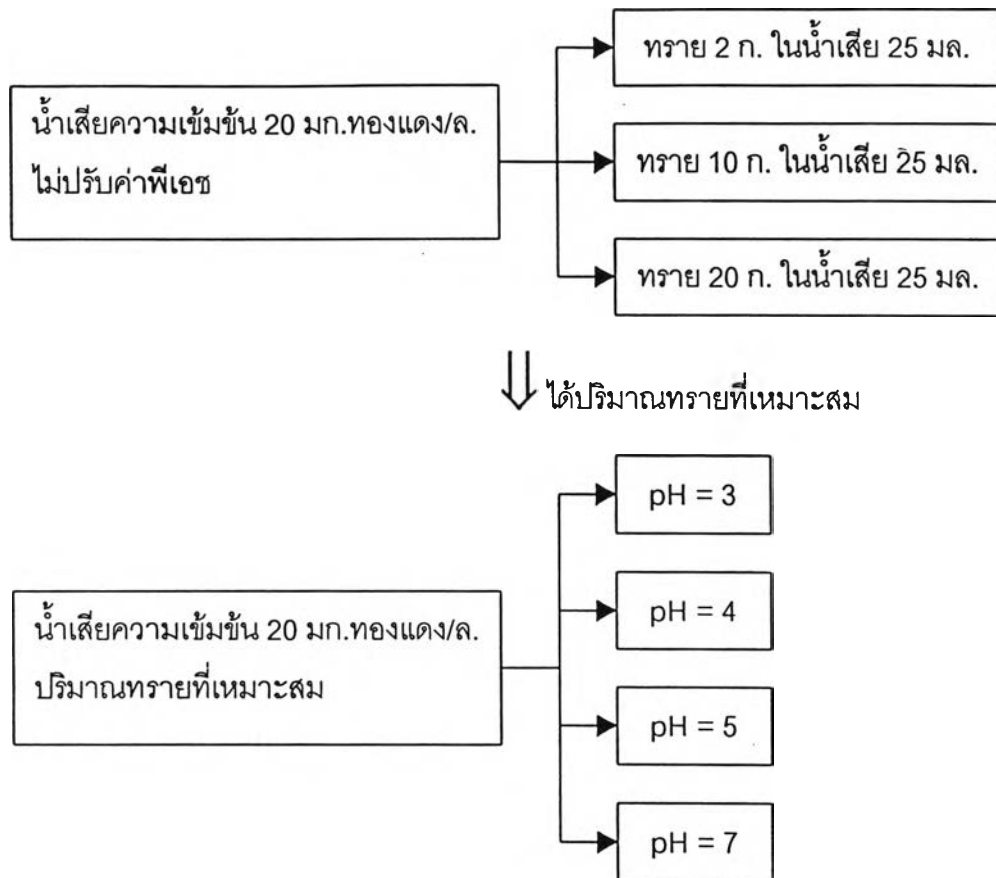 น้ำเสียความเข้มข้น 20 มก.ทองแดง/ล.
ไม่ปรับค่าพีเอช
ทราย 2 ก. ในน้ำเสีย 25 มล.
ทราย 10 ก. ในน้ำเสีย 25 มล.
ทราย 20 ก. ในน้ำเสีย 25 มล.
ได้ปริมาณทรายที่เหมาะสม
น้ำเสียความเข้มข้น 20 มก.ทองแดง/ล.
ปริมาณทรายที่เหมาะสม
pH = 3
pH = 4
pH = 5
pH = 7